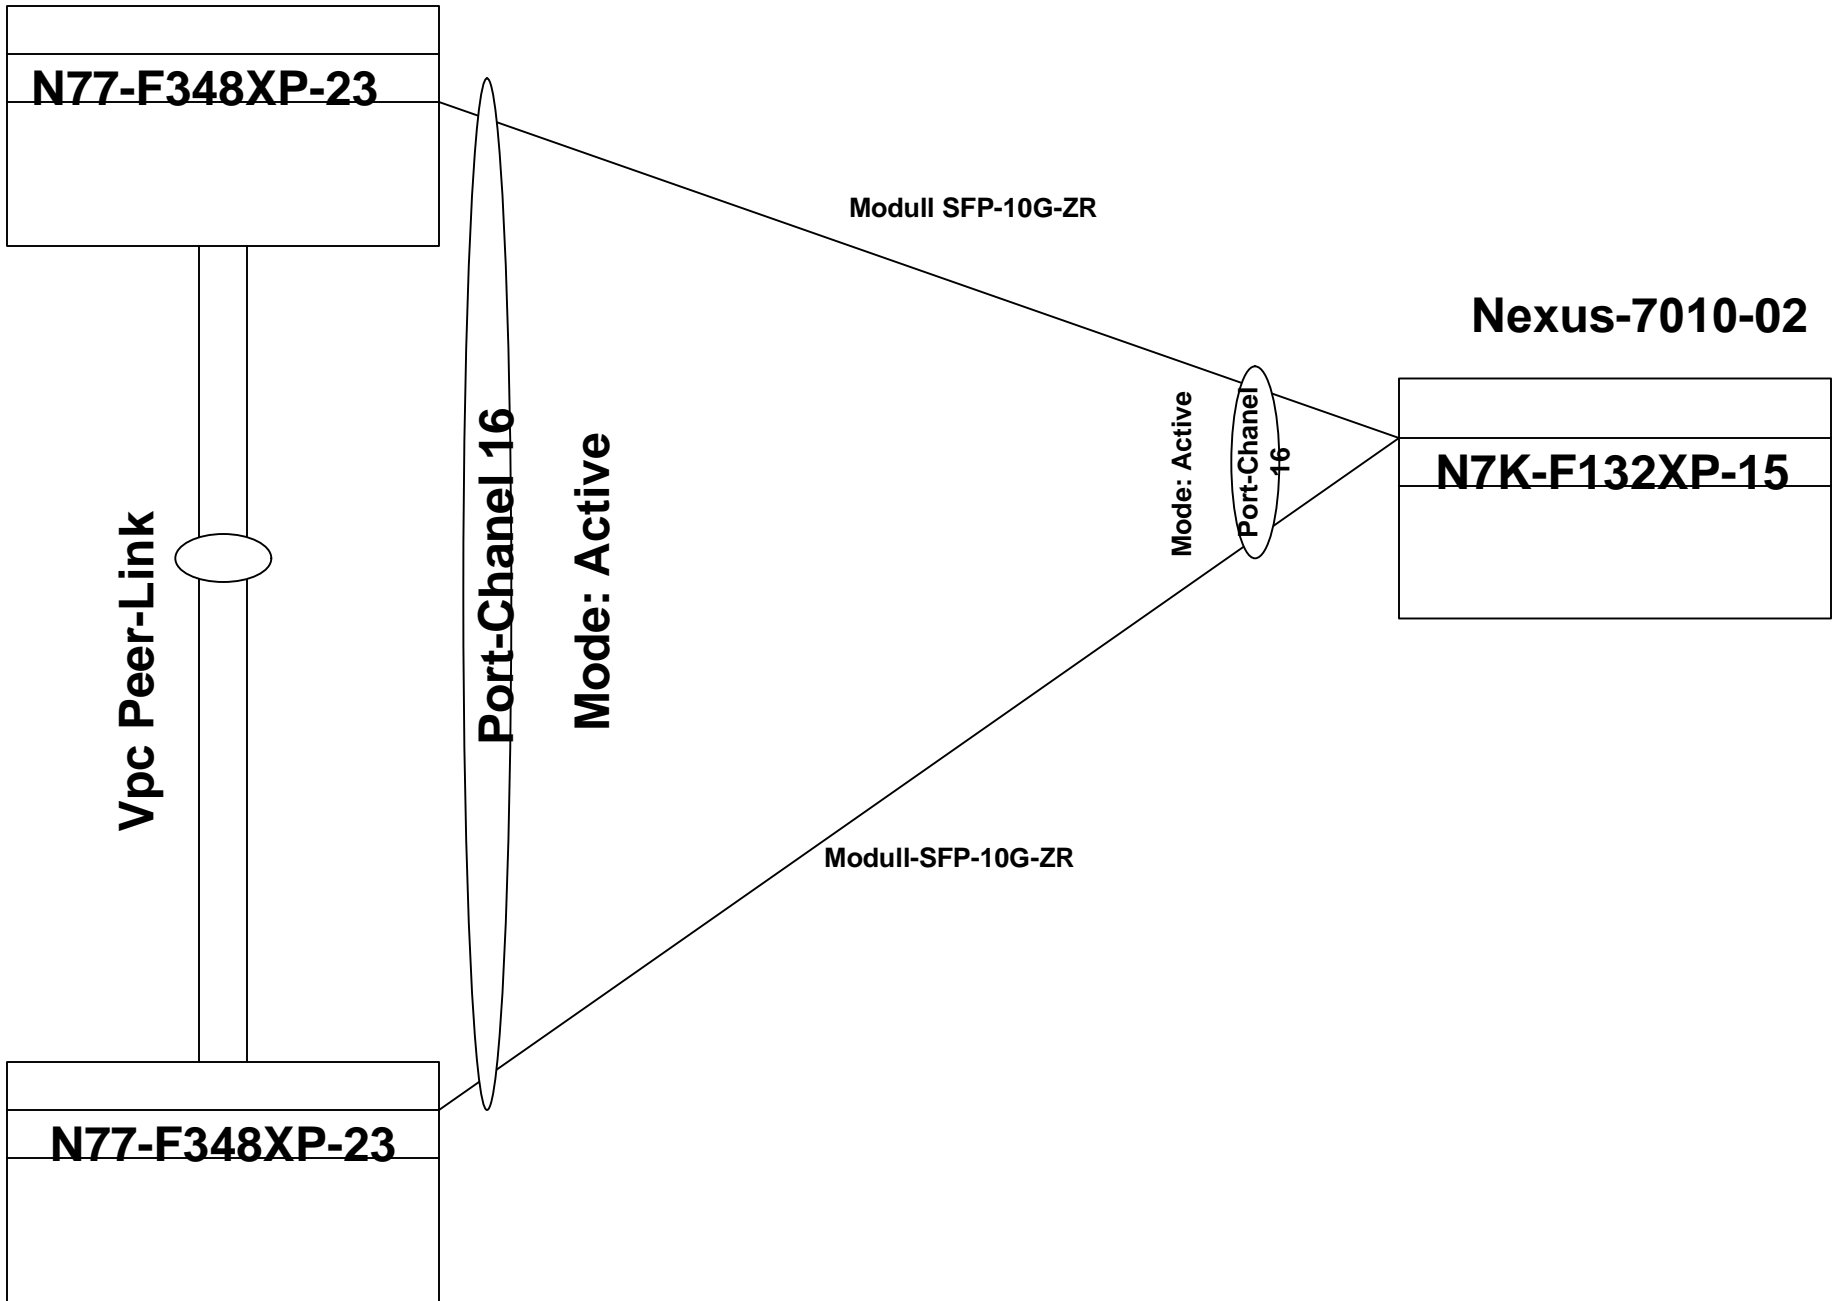 N77-F348XP-23
Modull SFP-10G-ZR
Nexus-7010-02
N7K-F132XP-15
Mode: Active
Port-Chanel
16
Port-Chanel 16
Mode: Active
Vpc Peer-Link
Modull-SFP-10G-ZR
N77-F348XP-23